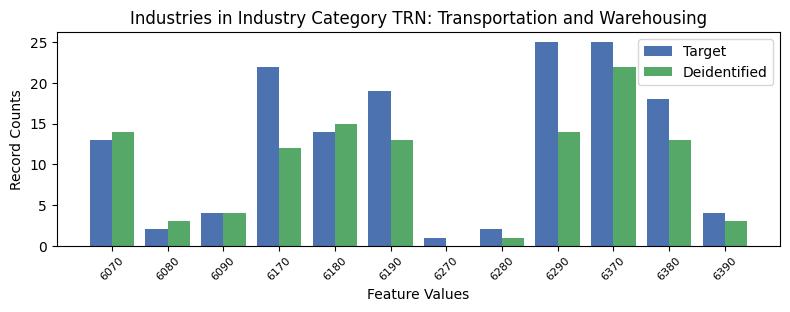 Industries in Industry Category TRN: Transportation and Warehousing
Target
Deidentified
Record Counts
25
20
15
10
5
0
6070 6080 6090 6170 6180 6190 6270 6280 6290 6370 6380 6390
Feature Values